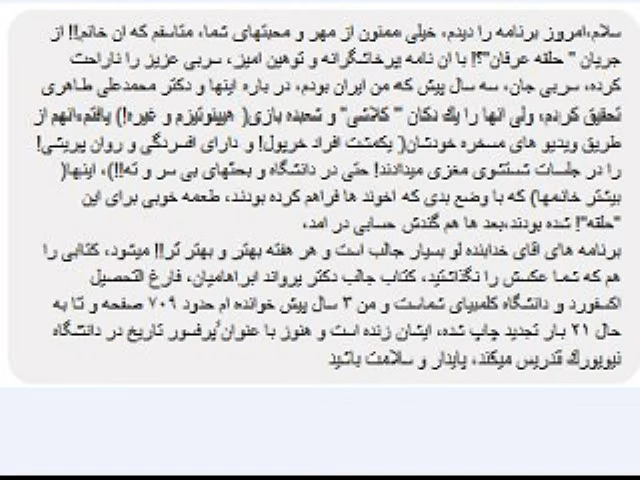 سلام،امروز برنامه را دیدم، خیلی ممنون از مهر و محبتهای شما، متاسفم که ان خانم!! از
جریان " حلقه عرفان"؟! با ان نامه پرخاشگرانه و توهین امیز، سربی عزیز را ناراحت
کرده، سربی جان، سه سال پیش که من ایران بودم، در باره اینها و دکتر محمدعلی طاهری
تحقیق کردم، ولی انها را یك دکان " کلاشی" و شعبده بازی( هیپنوتیزم و غیره!) یافتم،انهم از
طریق ویدیو های مسخره خودشان( یکمشت افراد خرپول! و دارای افسردگی و روان پریشی!
را در جلسات شستشوی مغزی میدادند! حتی در دانشگاه و بحثهای بی سر و ته!!)، اینها(
بیشتر خانمها) که با وضع بدی که اخوند ها فراهم کرده بودند، طعمه خوبی برای این
"حلقه"! شده بودند،بعد ها هم گندش حسابی در امد،
برنامه های اقای خدابنده لو بسیار جالب است و هر هفته بهتر و بهتر تر!! میشود، کتابی را
هم که شما عکسش را نگذاشتید، کتاب جالب دکتر یرواند ابراهامیان، فارغ التحصیل
اکسفورد و دانشگاه کلمبیای شماست و من ۳ سال پیش خوانده ام حدود ۷۰۹ صفحه و تا به
حال ۲۱ بار تجدید چاپ شده، ایشان زنده است و هنوز با عنوان پرفسور تاریخ در دانشگاه
نیویورك تدریس میکند، پایدار و سلامت باشید